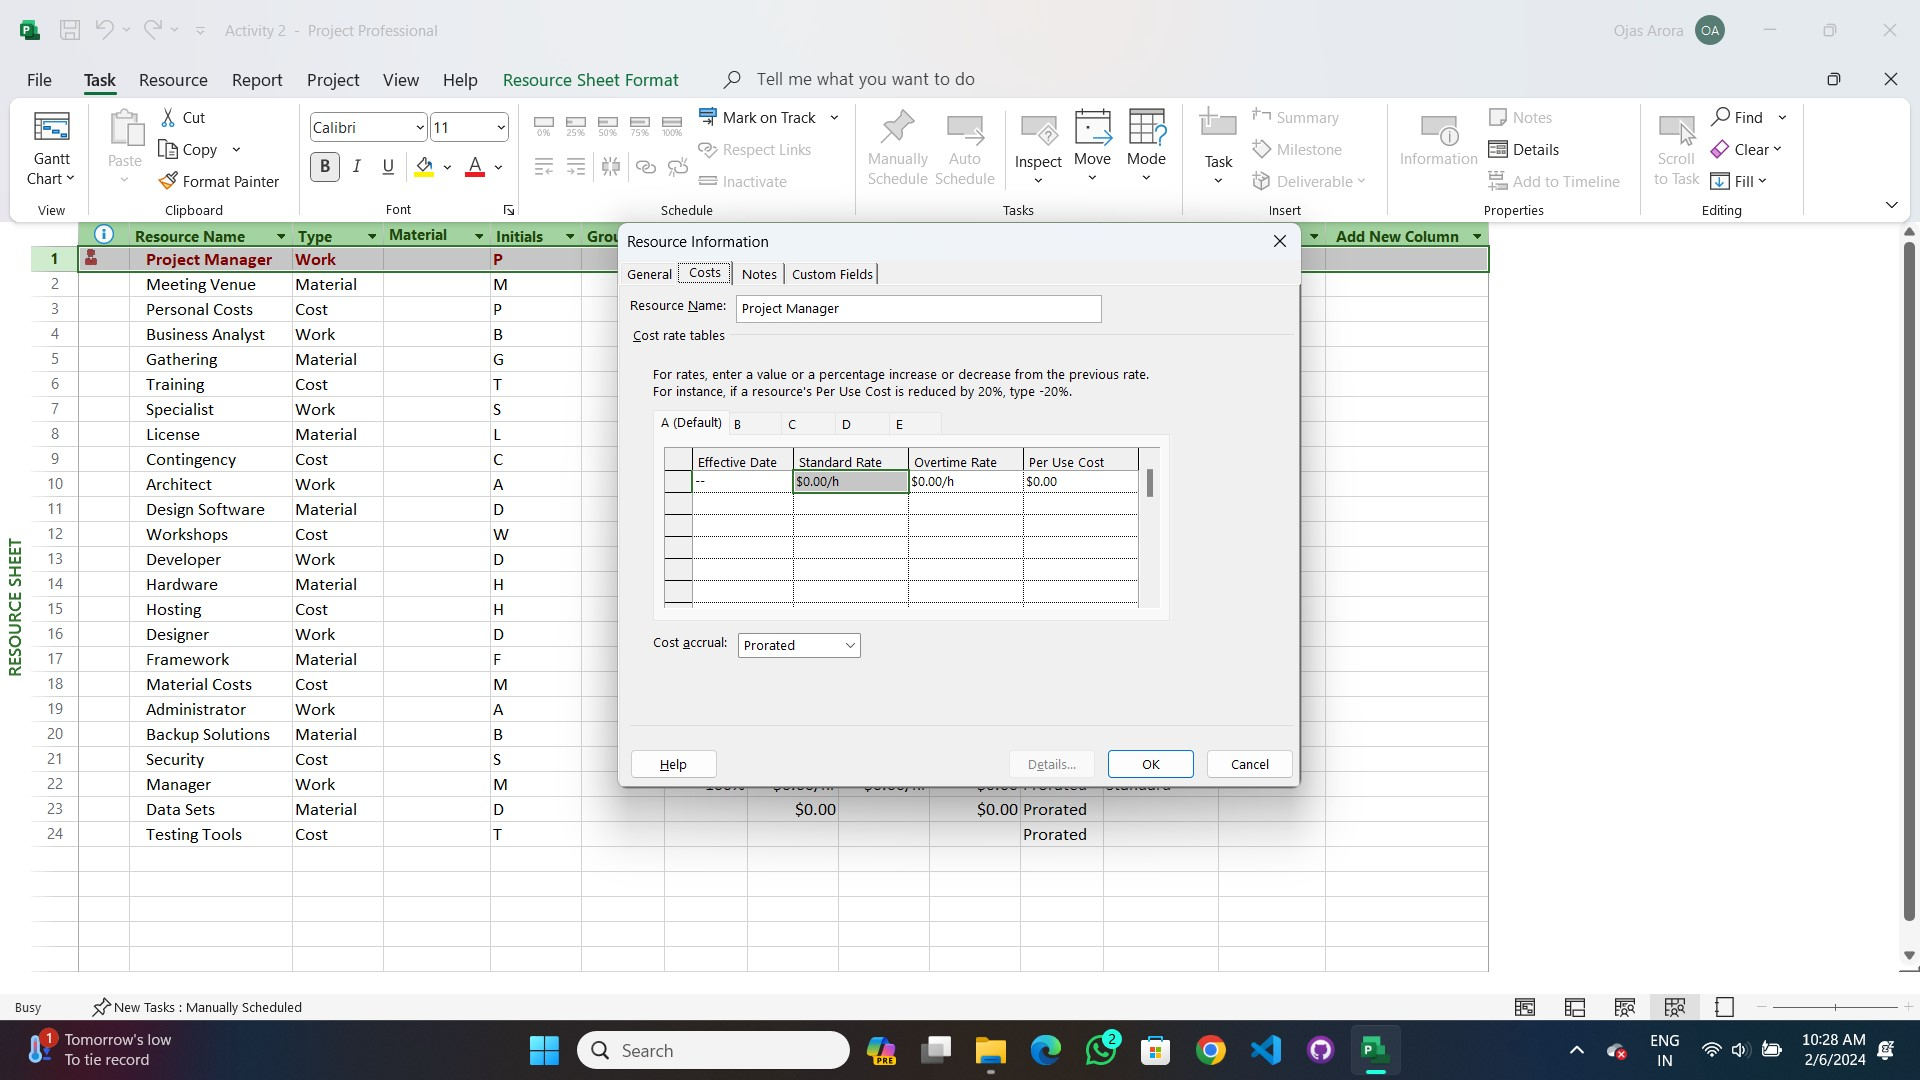 Activity 2 - Project Professional
Ojas Arora OA
File Task Resource Report Project View Help Resource Sheet Format Tell me what you want to do
Gantt Chart
View
Paste
Cut
Copy
Format Painter
Clipboard
Calibri 11
B I U A
Font
0% 25% 50% 75% 100%
Mark on Track
Respect Links
Inactivate
Schedule
Manually Schedule
Auto Schedule
Inspect
Move
Mode
Tasks
Task
Summary
Milestone
Deliverable
Insert
Information
Notes
Details
Add to Timeline
Properties
Scroll to Task
Find
Clear
Fill
Editing
RESOURCE SHEET
Resource Name Type Material Initials Add New Column
1 Project Manager Work P
2 Meeting Venue Material M
3 Personal Costs Cost P
4 Business Analyst Work B
5 Gathering Material G
6 Training Cost T
7 Specialist Work S
8 License Material L
9 Contingency Cost C
10 Architect Work A
11 Design Software Material D
12 Workshops Cost W
13 Developer Work D
14 Hardware Material H
15 Hosting Cost H
16 Designer Work D
17 Framework Material F
18 Material Costs Cost M
19 Administrator Work A
20 Backup Solutions Material B
21 Security Cost S
22 Manager Work M
23 Data Sets Material D $0.00 $0.00 Prorated
24 Testing Tools Cost T Prorated
Resource Information
General Costs Notes Custom Fields
Resource Name: Project Manager
Cost rate tables
For rates, enter a value or a percentage increase or decrease from the previous rate.
For instance, if a resource's Per Use Cost is reduced by 20%, type -20%.
A (Default) B C D E
Effective Date Standard Rate Overtime Rate Per Use Cost
-- $0.00/h $0.00/h $0.00
Cost accrual: Prorated
Help Details... OK Cancel
Busy New Tasks : Manually Scheduled
1 Tomorrow's low
To tie record
Search
PRE
2
ENG
IN
10:28 AM
2/6/2024